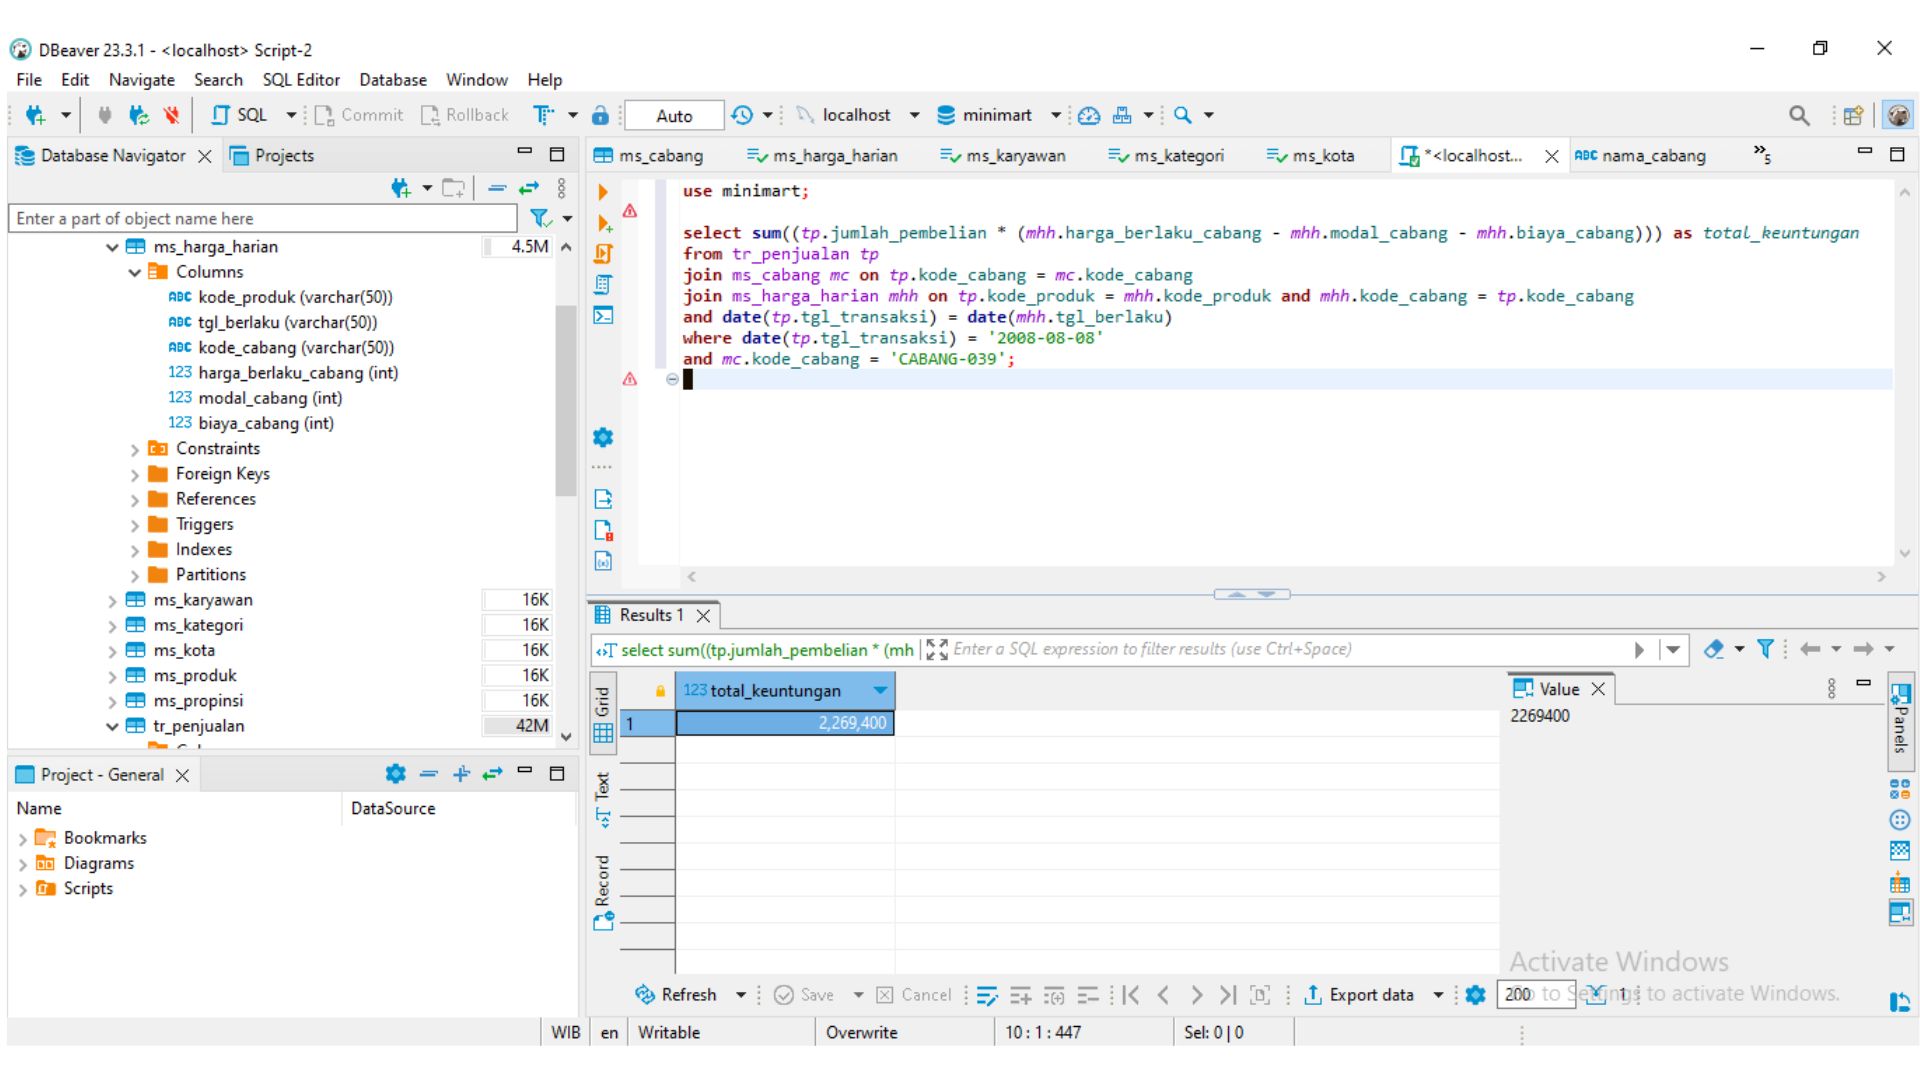 DBeaver 23.3.1 - <localhost> Script-2
File Edit Navigate Search SQL Editor Database Window Help
SQL Commit Rollback Auto localhost minimart
Database Navigator Projects
ms_cabang ms_harga_harian ms_karyawan ms_kategori ms_kota *<localhost... ABC nama_cabang »5
Enter a part of object name here
ms_harga_harian 4.5M
Columns
ABC kode_produk (varchar(50))
ABC tgl_berlaku (varchar(50))
ABC kode_cabang (varchar(50))
123 harga_berlaku_cabang (int)
123 modal_cabang (int)
123 biaya_cabang (int)
Constraints
Foreign Keys
References
Triggers
Indexes
Partitions
ms_karyawan 16K
ms_kategori 16K
ms_kota 16K
ms_produk 16K
ms_propinsi 16K
tr_penjualan 42M
Project - General
Name DataSource
Bookmarks
Diagrams
Scripts
use minimart;
select sum((tp.jumlah_pembelian * (mhh.harga_berlaku_cabang - mhh.modal_cabang - mhh.biaya_cabang))) as total_keuntungan
from tr_penjualan tp
join ms_cabang mc on tp.kode_cabang = mc.kode_cabang
join ms_harga_harian mhh on tp.kode_produk = mhh.kode_produk and mhh.kode_cabang = tp.kode_cabang
and date(tp.tgl_transaksi) = date(mhh.tgl_berlaku)
where date(tp.tgl_transaksi) = '2008-08-08'
and mc.kode_cabang = 'CABANG-039';
Results 1
select sum((tp.jumlah_pembelian * (mh Enter a SQL expression to filter results (use Ctrl+Space)
Grid
Text
Record
123 total_keuntungan
1 2,269,400
Value
2269400
Panels
Activate Windows
Go to Settings to activate Windows.
Refresh Save Cancel Export data 200 1
WIB en Writable Overwrite 10 : 1 : 447 Sel: 0 | 0